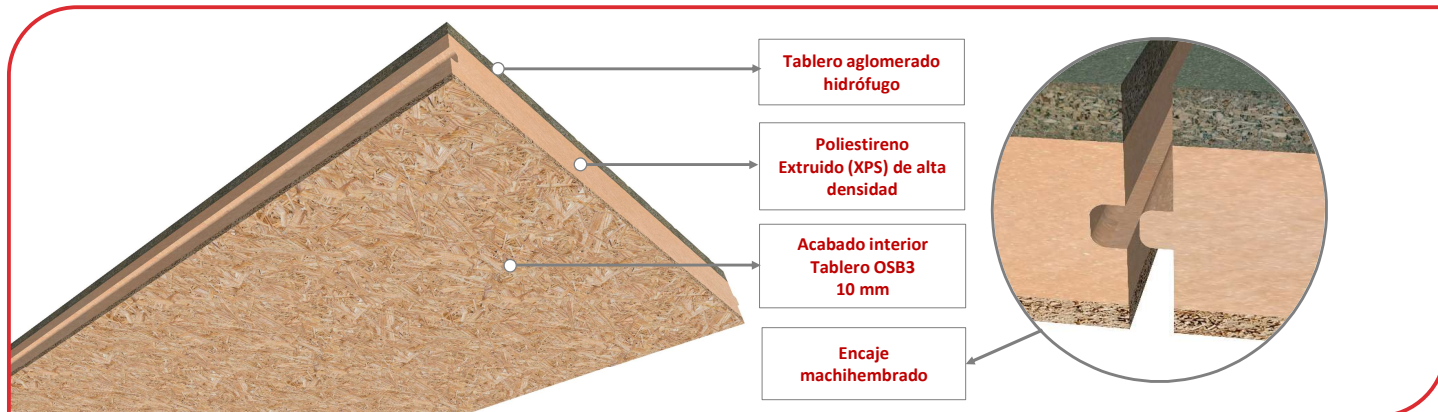 Tablero aglomerado
hidrófugo
Poliestireno
Extruido (XPS) de alta
densidad
Acabado interior
Tablero OSB3
10 mm
Encaje
machihembrado